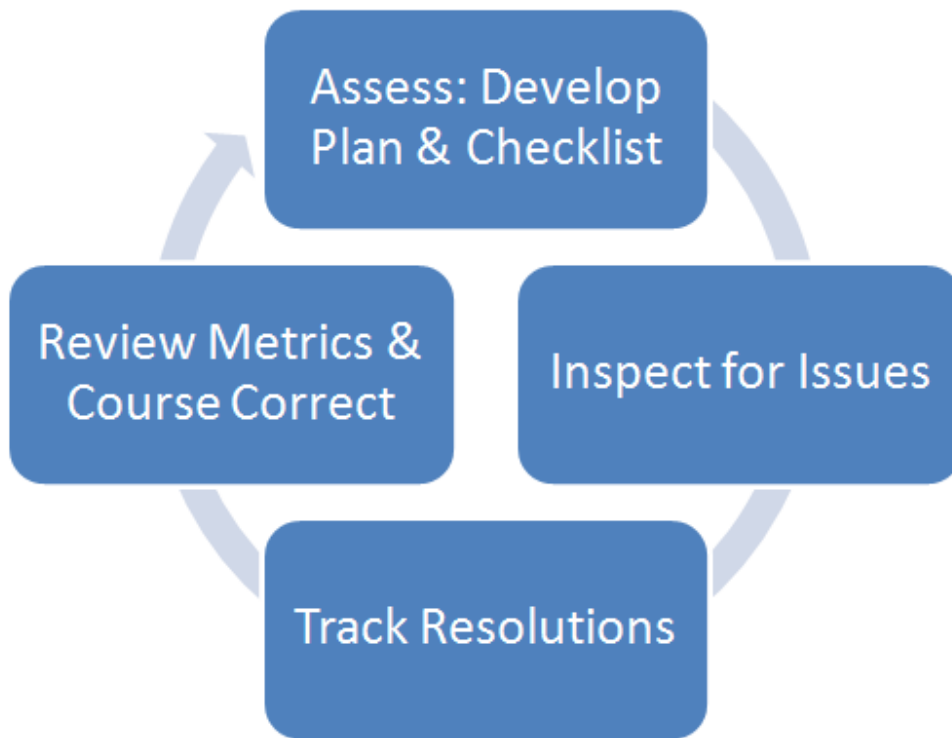 Assess: Develop
Plan & Checklist
Inspect for Issues
Track Resolutions
Review Metrics &
Course Correct